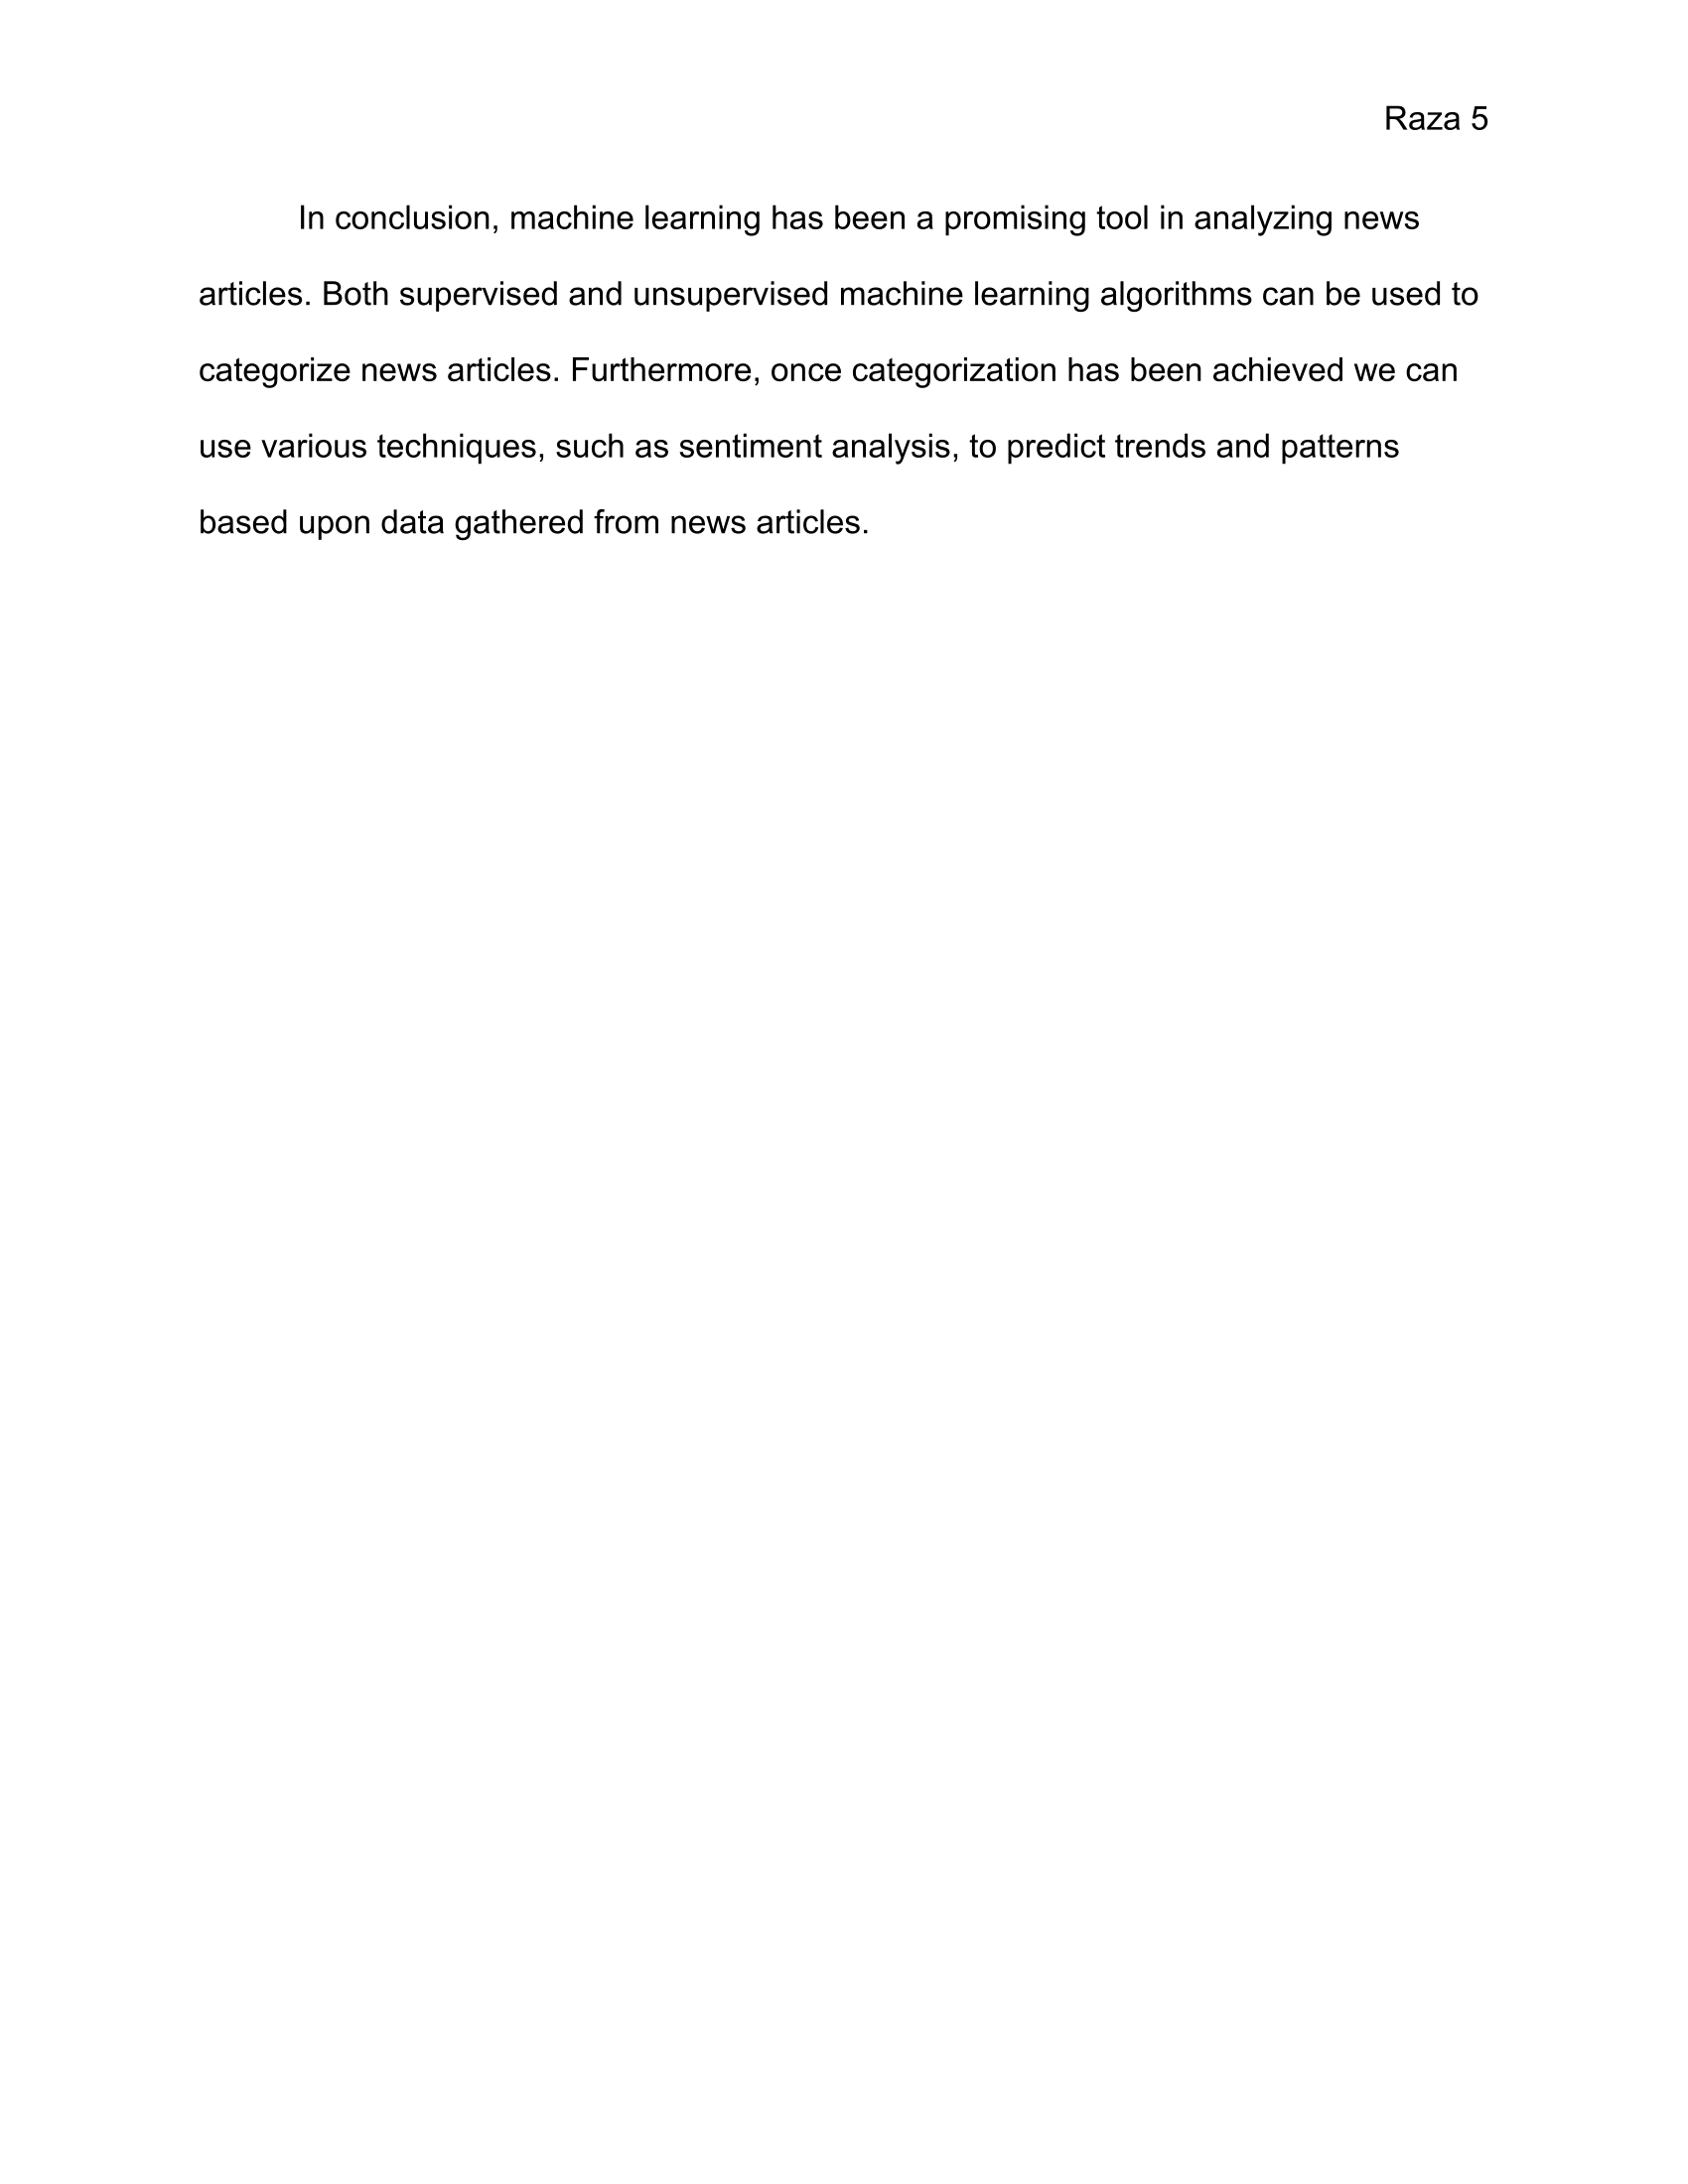 Raza 5
In conclusion, machine learning has been a promising tool in analyzing news
articles. Both supervised and unsupervised machine learning algorithms can be used to
categorize news articles. Furthermore, once categorization has been achieved we can
use various techniques, such as sentiment analysis, to predict trends and patterns
based upon data gathered from news articles.